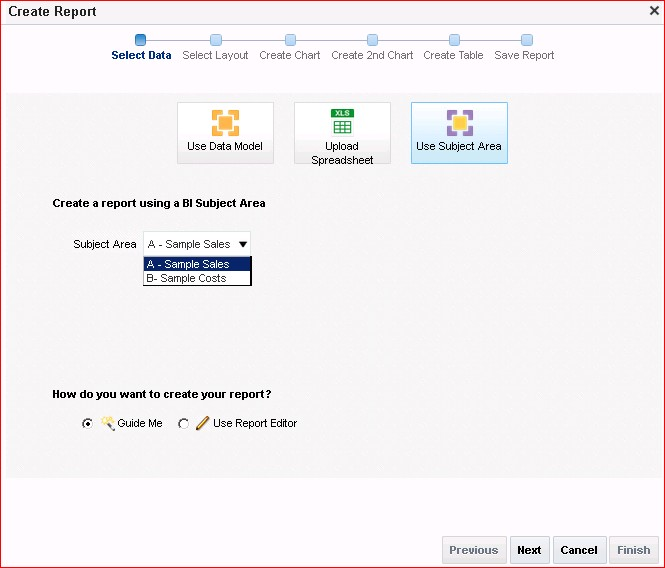 Create Report
Select Data Select Layout Create Chart Create 2nd Chart Create Table Save Report
Use Data Model
XLS
Upload
Spreadsheet
Use Subject Area
Create a report using a BI Subject Area
Subject Area A - Sample Sales
A - Sample Sales
B- Sample Costs
How do you want to create your report?
Guide Me Use Report Editor
Previous Next Cancel Finish